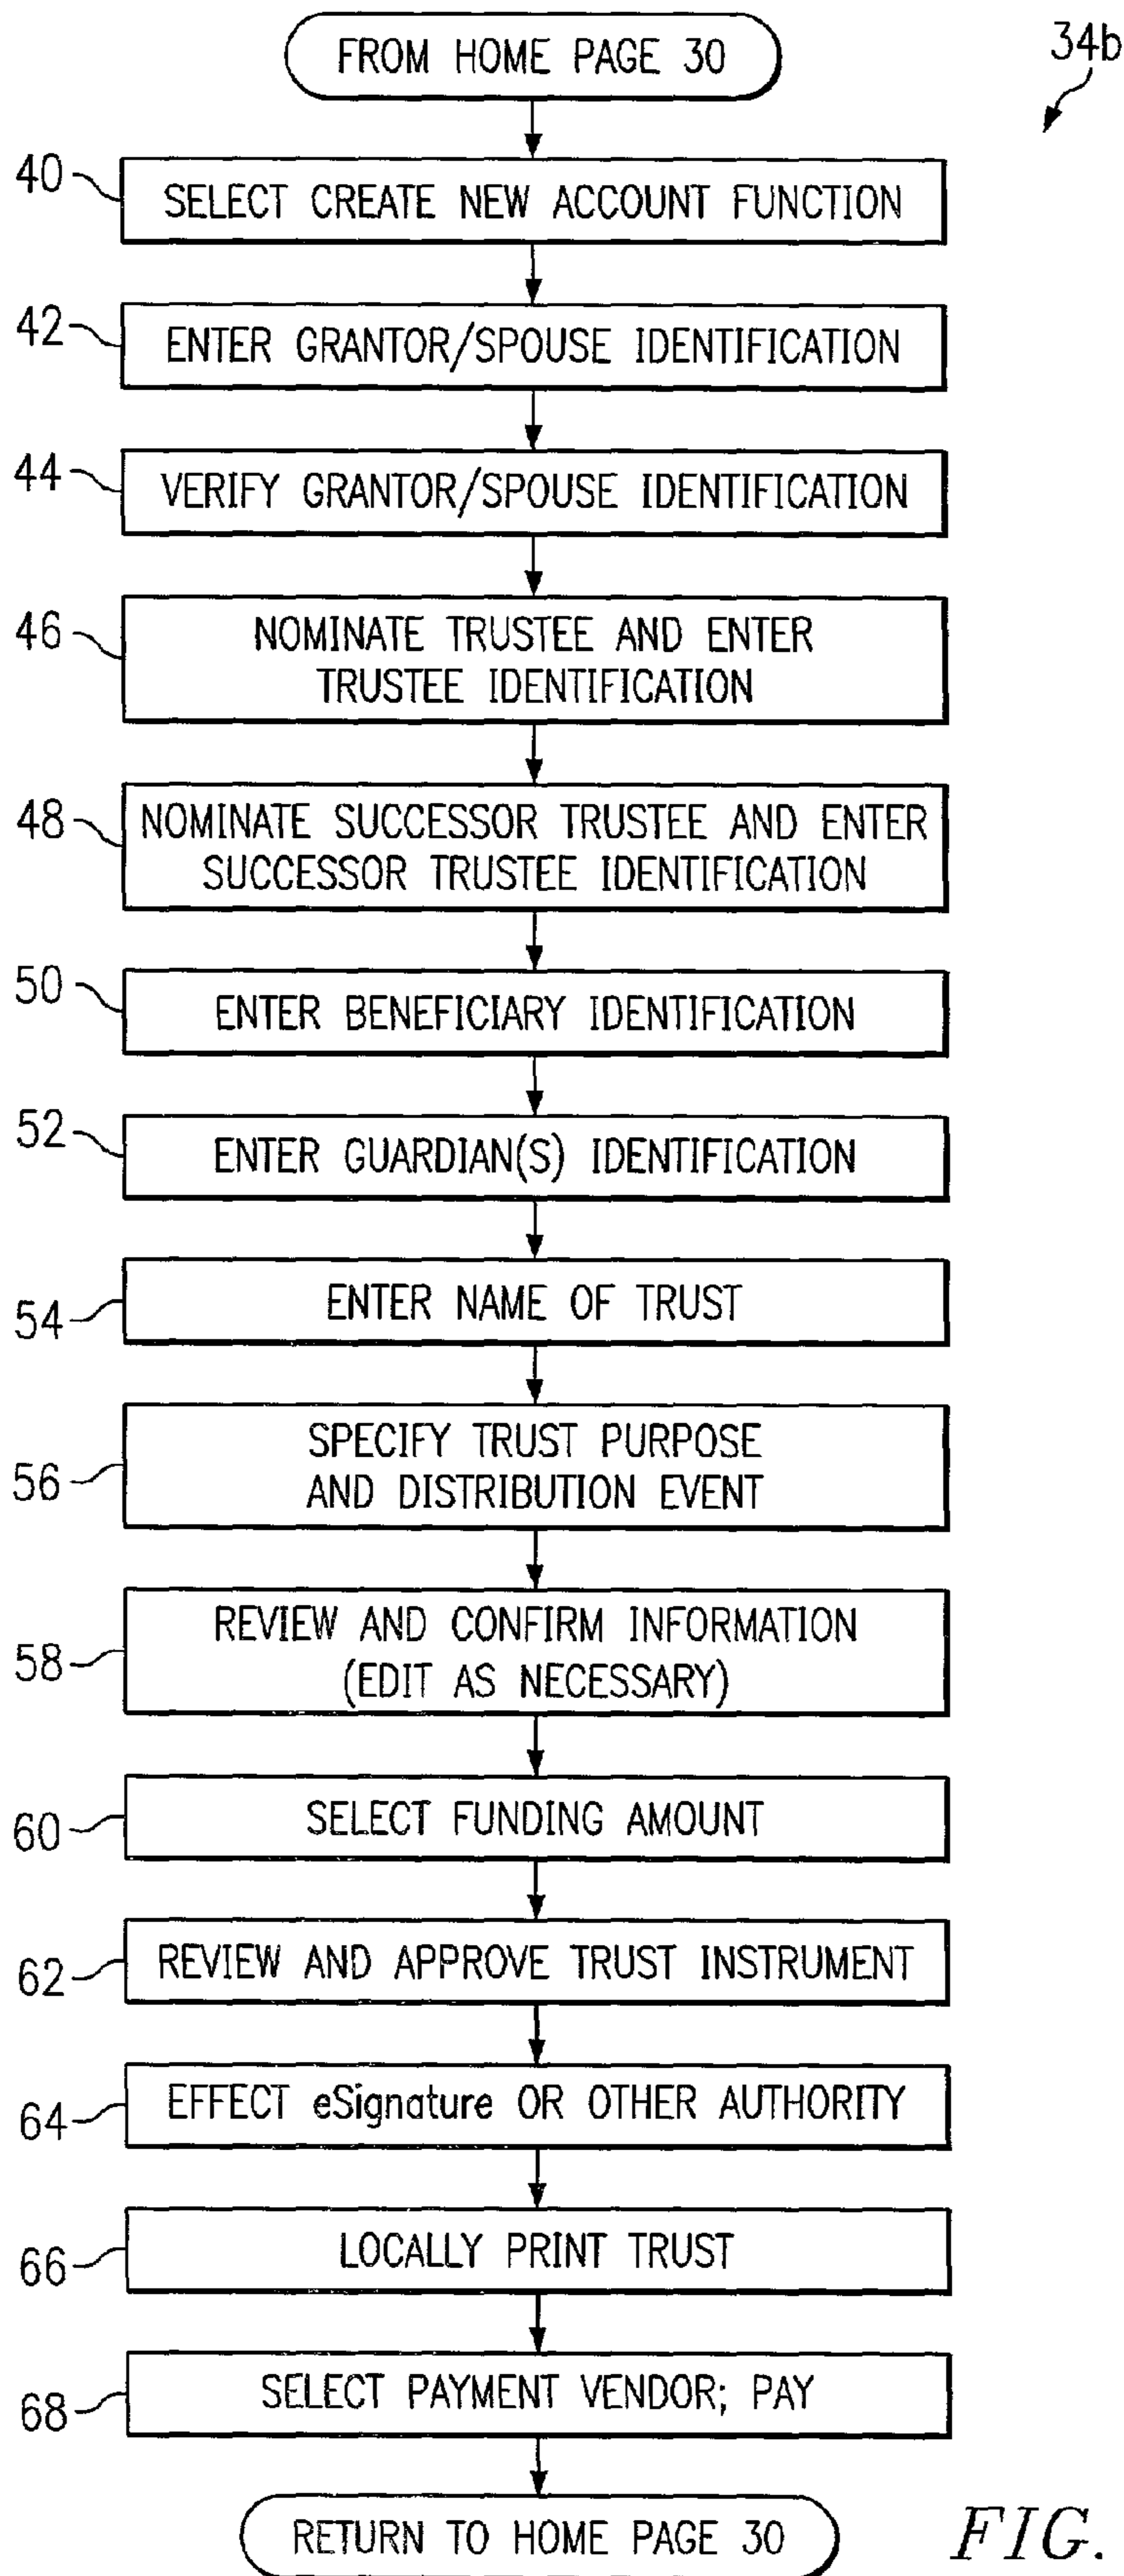 FROM HOME PAGE 30
34b
40
SELECT CREATE NEW ACCOUNT FUNCTION
42
ENTER GRANTOR/SPOUSE IDENTIFICATION
44
VERIFY GRANTOR/SPOUSE IDENTIFICATION
46
NOMINATE TRUSTEE AND ENTER
TRUSTEE IDENTIFICATION
48
NOMINATE SUCCESSOR TRUSTEE AND ENTER
SUCCESSOR TRUSTEE IDENTIFICATION
50
ENTER BENEFICIARY IDENTIFICATION
52
ENTER GUARDIAN(S) IDENTIFICATION
54
ENTER NAME OF TRUST
56
SPECIFY TRUST PURPOSE
AND DISTRIBUTION EVENT
58
REVIEW AND CONFIRM INFORMATION
(EDIT AS NECESSARY)
60
SELECT FUNDING AMOUNT
62
REVIEW AND APPROVE TRUST INSTRUMENT
64
EFFECT eSignature OR OTHER AUTHORITY
66
LOCALLY PRINT TRUST
68
SELECT PAYMENT VENDOR; PAY
RETURN TO HOME PAGE 30
FIG.